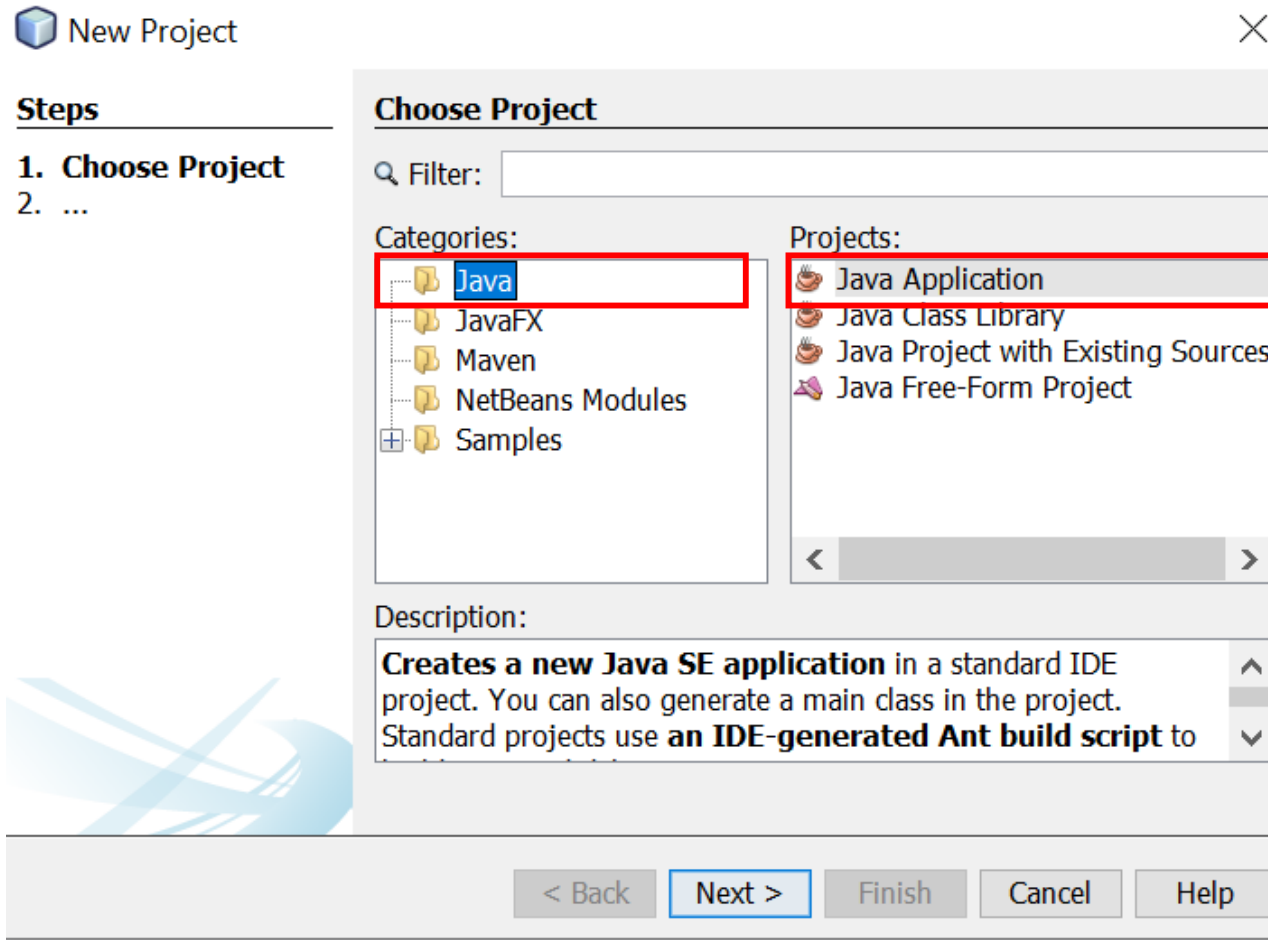 New Project
Steps
1. Choose Project
2. ...
Choose Project
Filter:
Categories:
Java
JavaFX
Maven
NetBeans Modules
Samples
Projects:
Java Application
Java Class Library
Java Project with Existing Sources
Java Free-Form Project
Description:
Creates a new Java SE application in a standard IDE
project. You can also generate a main class in the project.
Standard projects use an IDE-generated Ant build script to
< Back
Next >
Finish
Cancel
Help